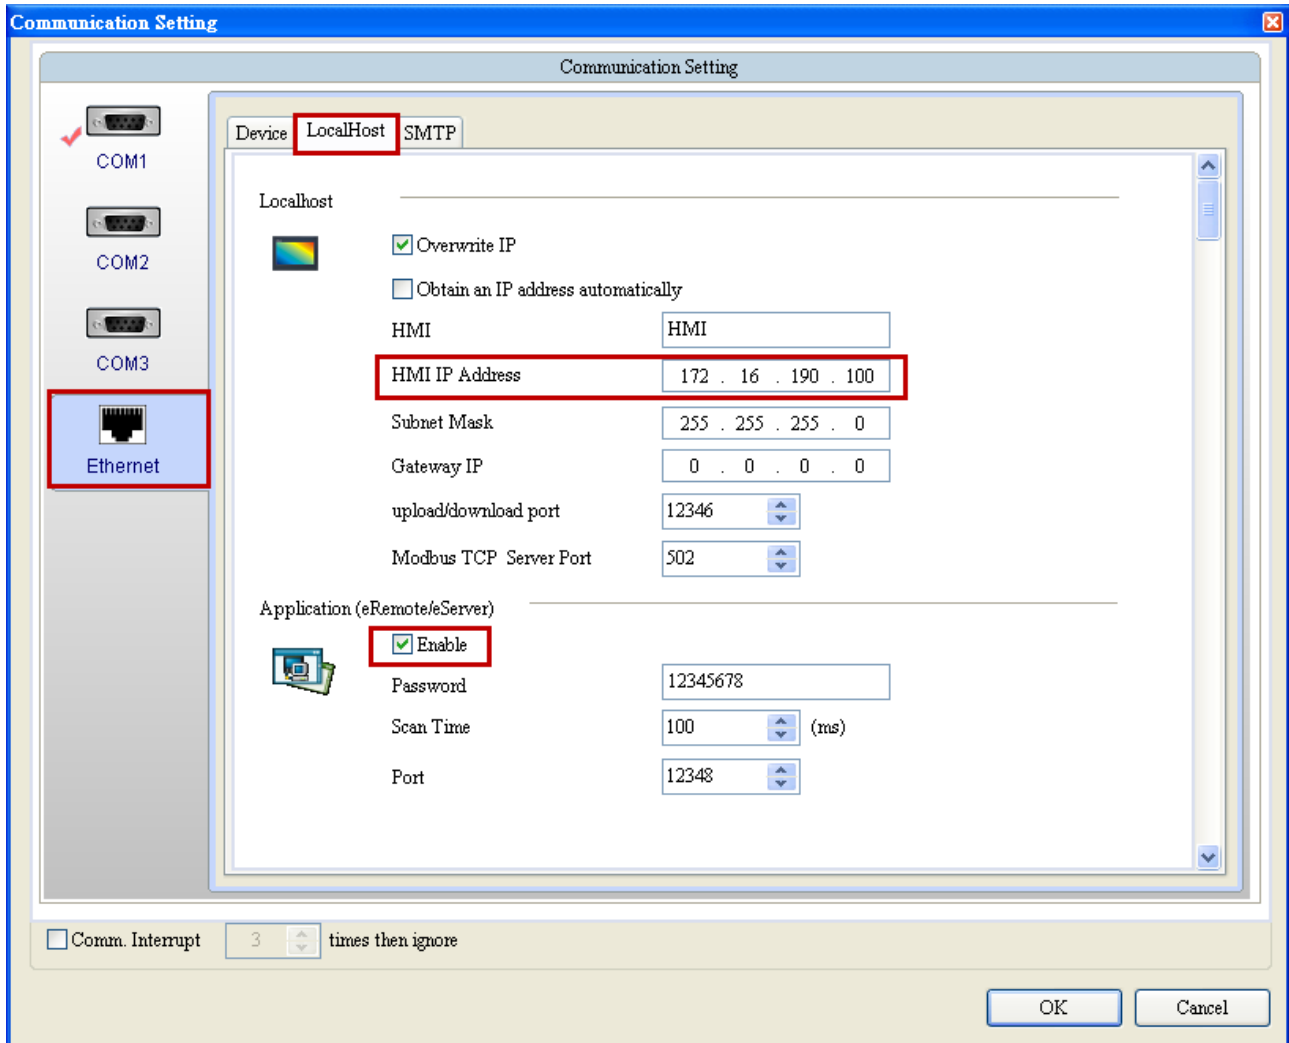 Communication Setting
Communication Setting
COM1
COM2
COM3
Ethernet
Device LocalHost SMTP
Localhost
Overwrite IP
Obtain an IP address automatically
HMI HMI
HMI IP Address 172 . 16 . 190 . 100
Subnet Mask 255 . 255 . 255 . 0
Gateway IP 0 . 0 . 0 . 0
upload/download port 12346
Modbus TCP Server Port 502
Application (eRemote/eServer)
Enable
Password 12345678
Scan Time 100 (ms)
Port 12348
Comm. Interrupt 3 times then ignore
OK Cancel